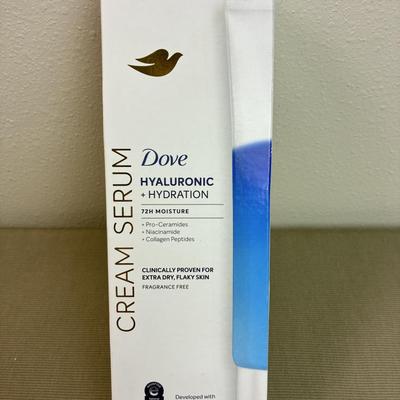 CREAM SERUM
Dove
HYALURONIC
+ HYDRATION
72H MOISTURE
• Pro-Ceramides
• Niacinamide
• Collagen Peptides
CLINICALLY PROVEN FOR
EXTRA DRY, FLAKY SKIN
FRAGRANCE FREE
Developed with